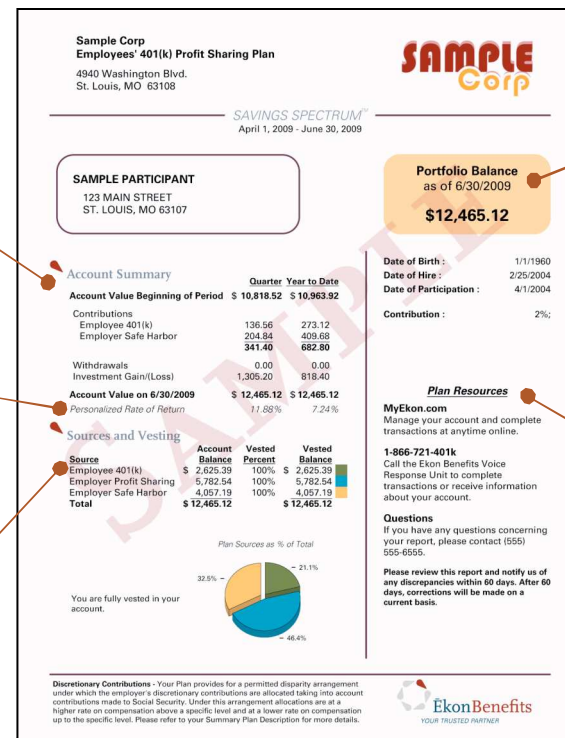 Sample Corp
Employees' 401(k) Profit Sharing Plan
4940 Washington Blvd.
St. Louis, MO 63108
SAMPLE
Corp
SAVINGS SPECTRUM™
April 1, 2009 - June 30, 2009
SAMPLE PARTICIPANT
123 MAIN STREET
ST. LOUIS, MO 63107
Portfolio Balance
as of 6/30/2009
$12,465.12
Date of Birth : 1/1/1960
Date of Hire : 2/25/2004
Date of Participation : 4/1/2004
Contribution : 2%;
SAMPLE
Account Summary
Quarter Year to Date
Account Value Beginning of Period $ 10,818.52 $ 10,963.92
Contributions
Employee 401(k) 136.56 273.12
Employer Safe Harbor 204.84 409.68
341.40 682.80
Withdrawals 0.00 0.00
Investment Gain/(Loss) 1,305.20 818.40
Account Value on 6/30/2009 $ 12,465.12 $ 12,465.12
Personalized Rate of Return 11.88% 7.24%
Sources and Vesting
Account Vested Vested
Source Balance Percent Balance
Employee 401(k) $ 2,625.39 100% $ 2,625.39
Employer Profit Sharing 5,782.54 100% 5,782.54
Employer Safe Harbor 4,057.19 100% 4,057.19
Total $ 12,465.12 $ 12,465.12
Plan Sources as % of Total
21.1%
32.5%
46.4%
You are fully vested in your
account.
Plan Resources
MyEkon.com
Manage your account and complete
transactions at anytime online.
1-866-721-401k
Call the Ekon Benefits Voice
Response Unit to complete
transactions or receive information
about your account.
Questions
If you have any questions concerning
your report, please contact (555)
555-6555.
Please review this report and notify us of
any discrepancies within 60 days. After 60
days, corrections will be made on a
current basis.
Discretionary Contributions - Your Plan provides for a permitted disparity arrangement
under which the employer's discretionary contributions are allocated taking into account
contributions made to Social Security. Under this arrangement allocations are at a
higher rate on compensation above a specific level and at a lower rate on compensation
up to the specific level. Please refer to your Summary Plan Description for more details.
ĒkonBenefits
YOUR TRUSTED PARTNER